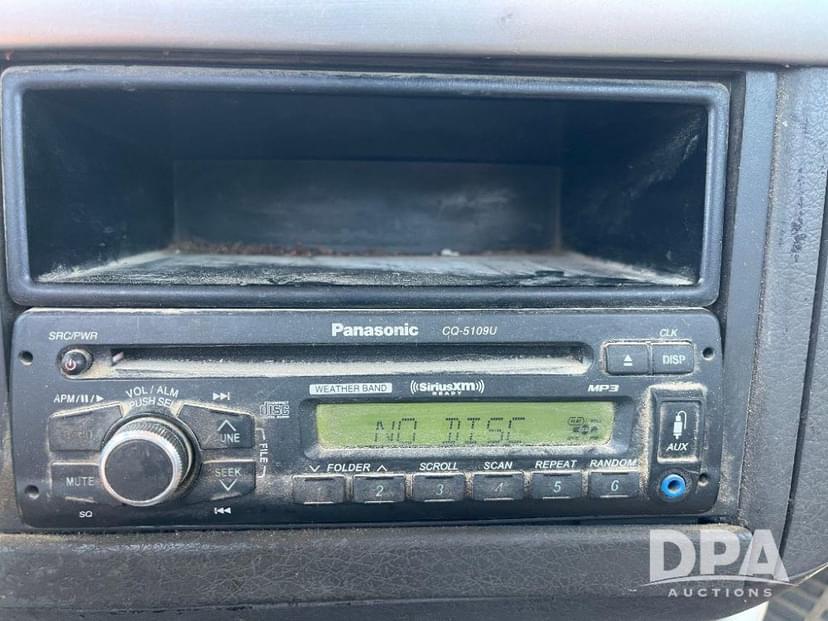 Panasonic CQ-5109U
SRC/PWR
CLK
DISP
VOL / ALM
PUSH SEL
APM/▮▮/▶
WEATHER BAND
((SiriusXM))
READY
MP3
COMPACT
disc
NO DISC
TUNE
FILE
SEEK
MUTE
SQ
AUX
FOLDER
SCROLL
SCAN
REPEAT
RANDOM
1
2
3
4
5
6
DPA
AUCTIONS